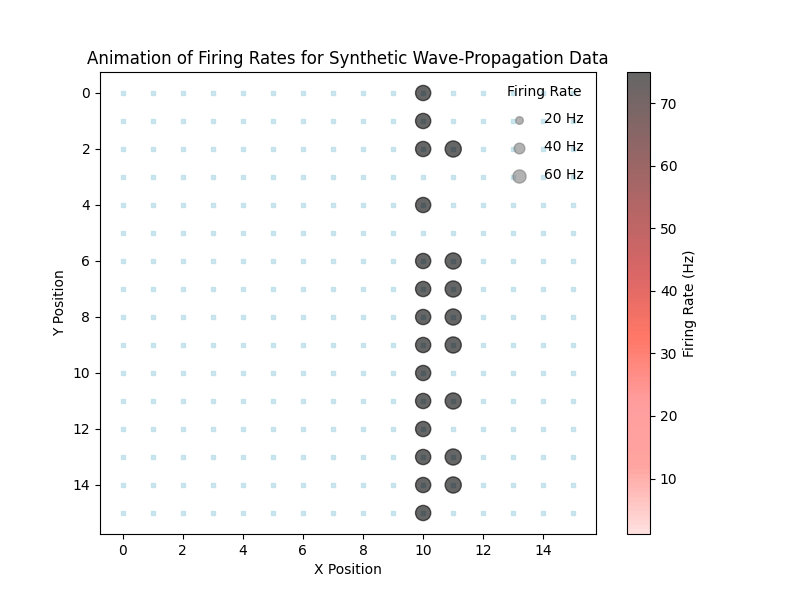 Animation of Firing Rates for Synthetic Wave-Propagation Data
Firing Rate
20 Hz
40 Hz
60 Hz
0
2
4
6
8
10
12
14
Y Position
0 2 4 6 8 10 12 14
X Position
70
60
50
40
30
20
10
Firing Rate (Hz)